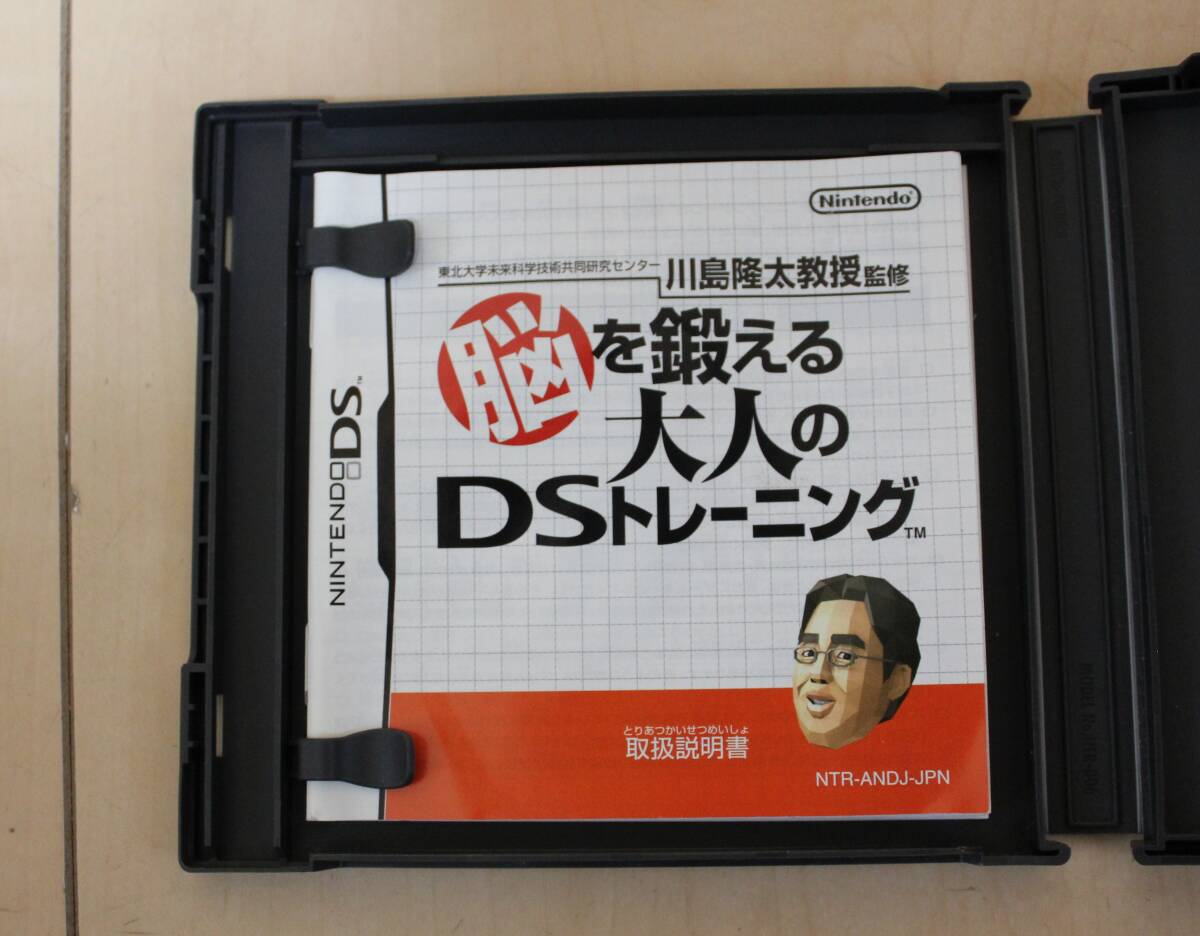 Nintendo®
東北大学未来科学技術共同研究センター
川島隆太教授監修
脳を鍛える
大人の
DSトレーニング™
NINTENDO DS™
とりあつかいせつめいしょ
取扱説明書
NTR-ANDJ-JPN